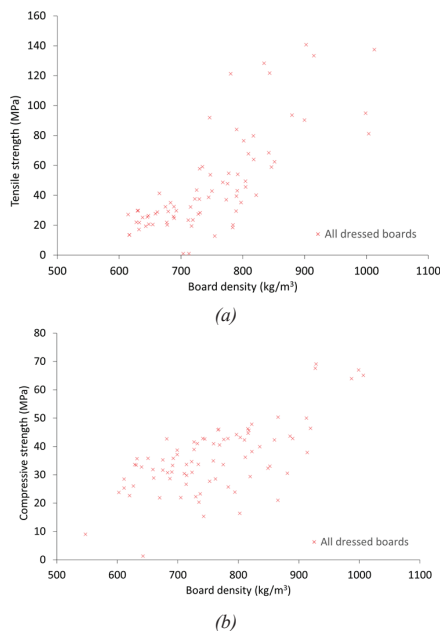 160
140
120
100
80
60
40
20
0
Tensile strength (MPa)
× All dressed boards
500 600 700 800 900 1000 1100
Board density (kg/m³)
(a)
80
70
60
50
40
30
20
10
0
Compressive strength (MPa)
× All dressed boards
500 600 700 800 900 1000 1100
Board density (kg/m³)
(b)